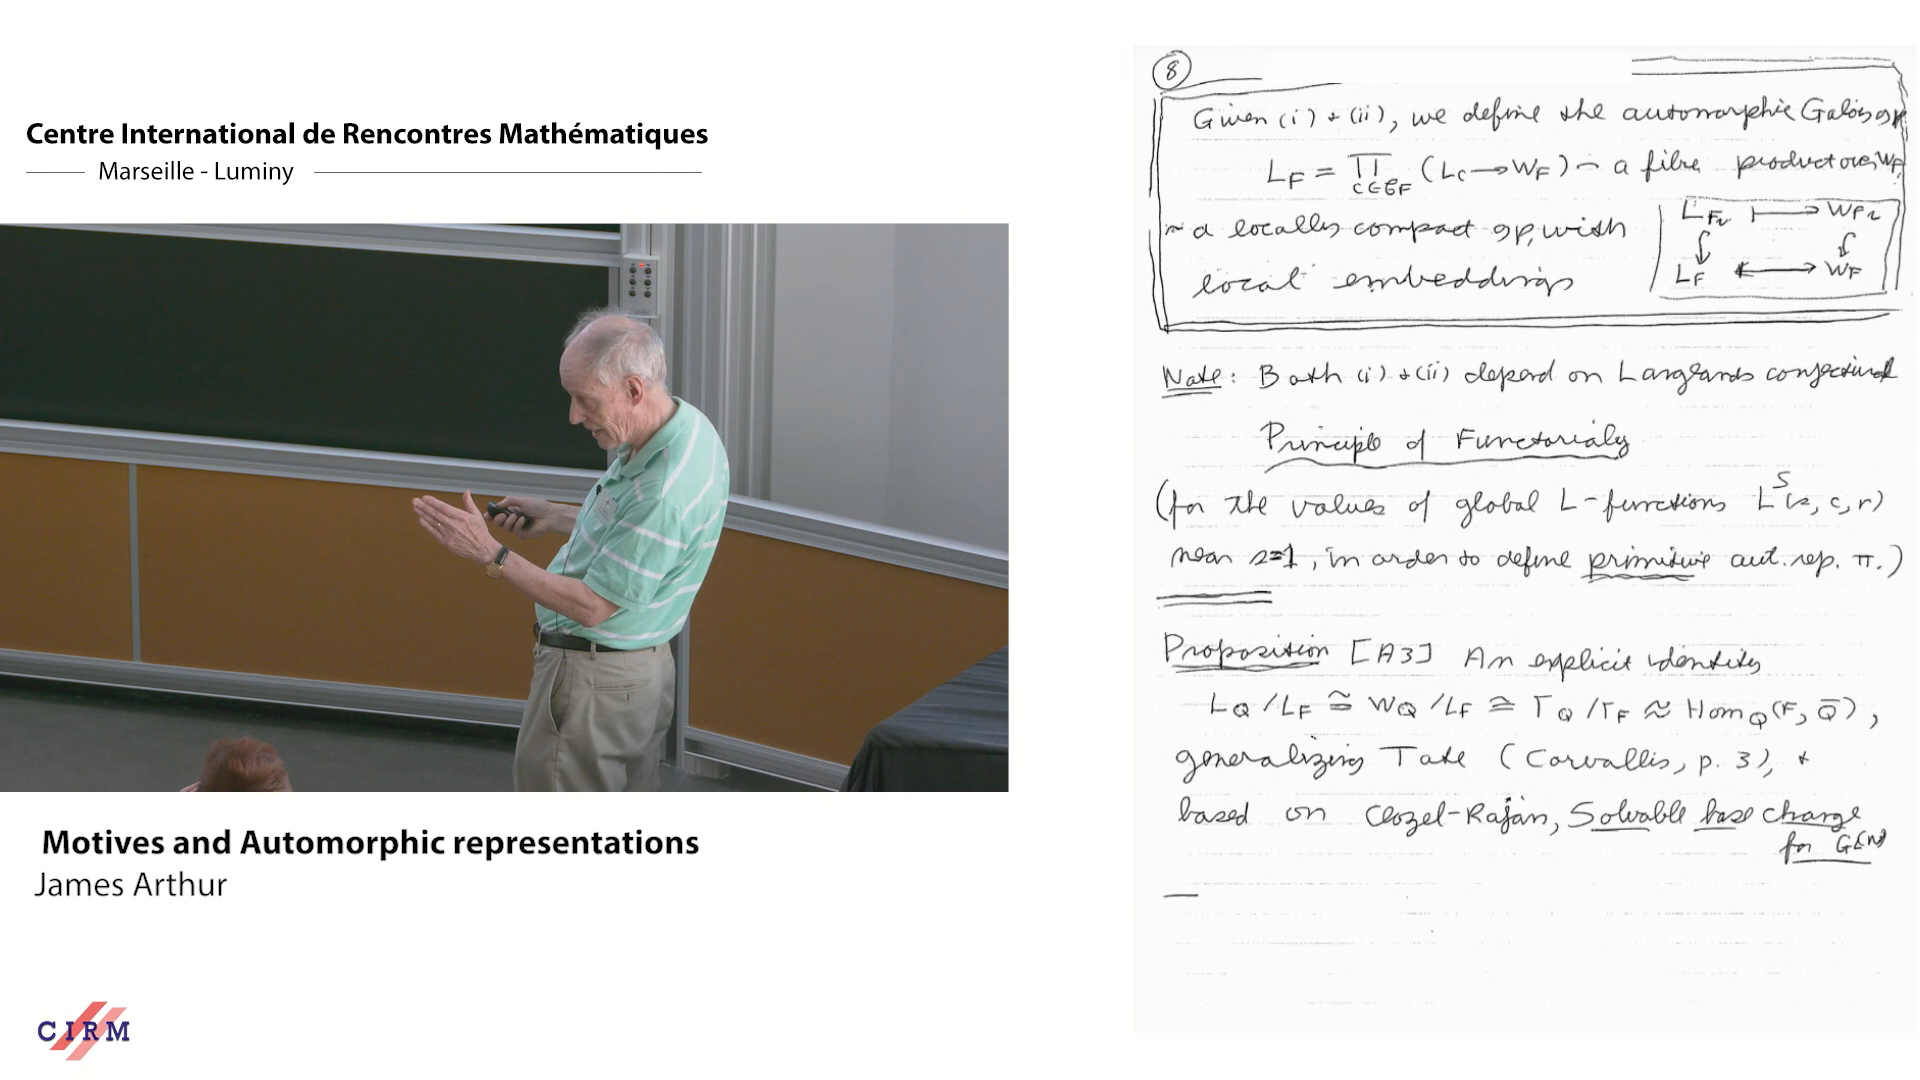 Centre International de Rencontres Mathématiques
Marseille - Luminy
Motives and Automorphic representations
James Arthur
CIRM
8
Given (i) + (ii), we define the automorphic Galois gp
L_F = ∏_{c∈𝒞_F} (L_c → W_F) ~ a fibre product over W_F,
~ a locally compact gp, with
local embeddings
L_{F_v} ↦ W_{F_v}
L_F ⟷ W_F
Note: Both (i) + (ii) depend on Langlands conjectural
Principle of Functorialy
(for the values of global L-functions L^S(s, c, r)
near s=1, in order to define primitive aut. rep. π.)
Proposition [A3] An explicit identity
L_Q / L_F ≅ W_Q / L_F ≅ Γ_Q / Γ_F ≈ Hom_Q(F, Q̄),
generalizing Tate (Corvallis, p. 3), +
based on Clozel-Rajan, Solvable base change
for G(N)